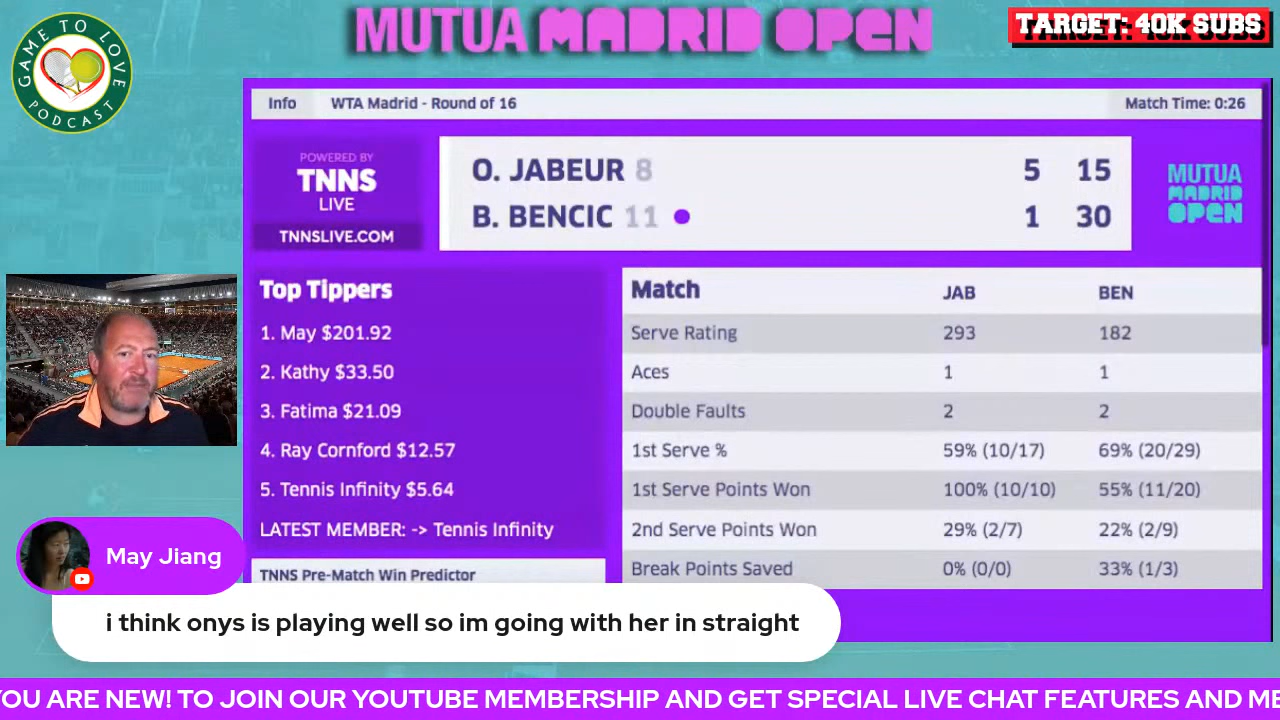 GAME TO LOVE
PODCAST
MUTUA MADRID OPEN
TARGET: 40K SUBS
Info WTA Madrid - Round of 16 Match Time: 0:26
POWERED BY
TNNS
LIVE
TNNSLIVE.COM
O. JABEUR 8 5 15
B. BENCIC 11 1 30
MUTUA
MADRID
OPEN
Top Tippers
1. May $201.92
2. Kathy $33.50
3. Fatima $21.09
4. Ray Cornford $12.57
5. Tennis Infinity $5.64
LATEST MEMBER: -> Tennis Infinity
TNNS Pre-Match Win Predictor
Match JAB BEN
Serve Rating 293 182
Aces 1 1
Double Faults 2 2
1st Serve % 59% (10/17) 69% (20/29)
1st Serve Points Won 100% (10/10) 55% (11/20)
2nd Serve Points Won 29% (2/7) 22% (2/9)
Break Points Saved 0% (0/0) 33% (1/3)
May Jiang
i think onys is playing well so im going with her in straight
YOU ARE NEW! TO JOIN OUR YOUTUBE MEMBERSHIP AND GET SPECIAL LIVE CHAT FEATURES AND ME